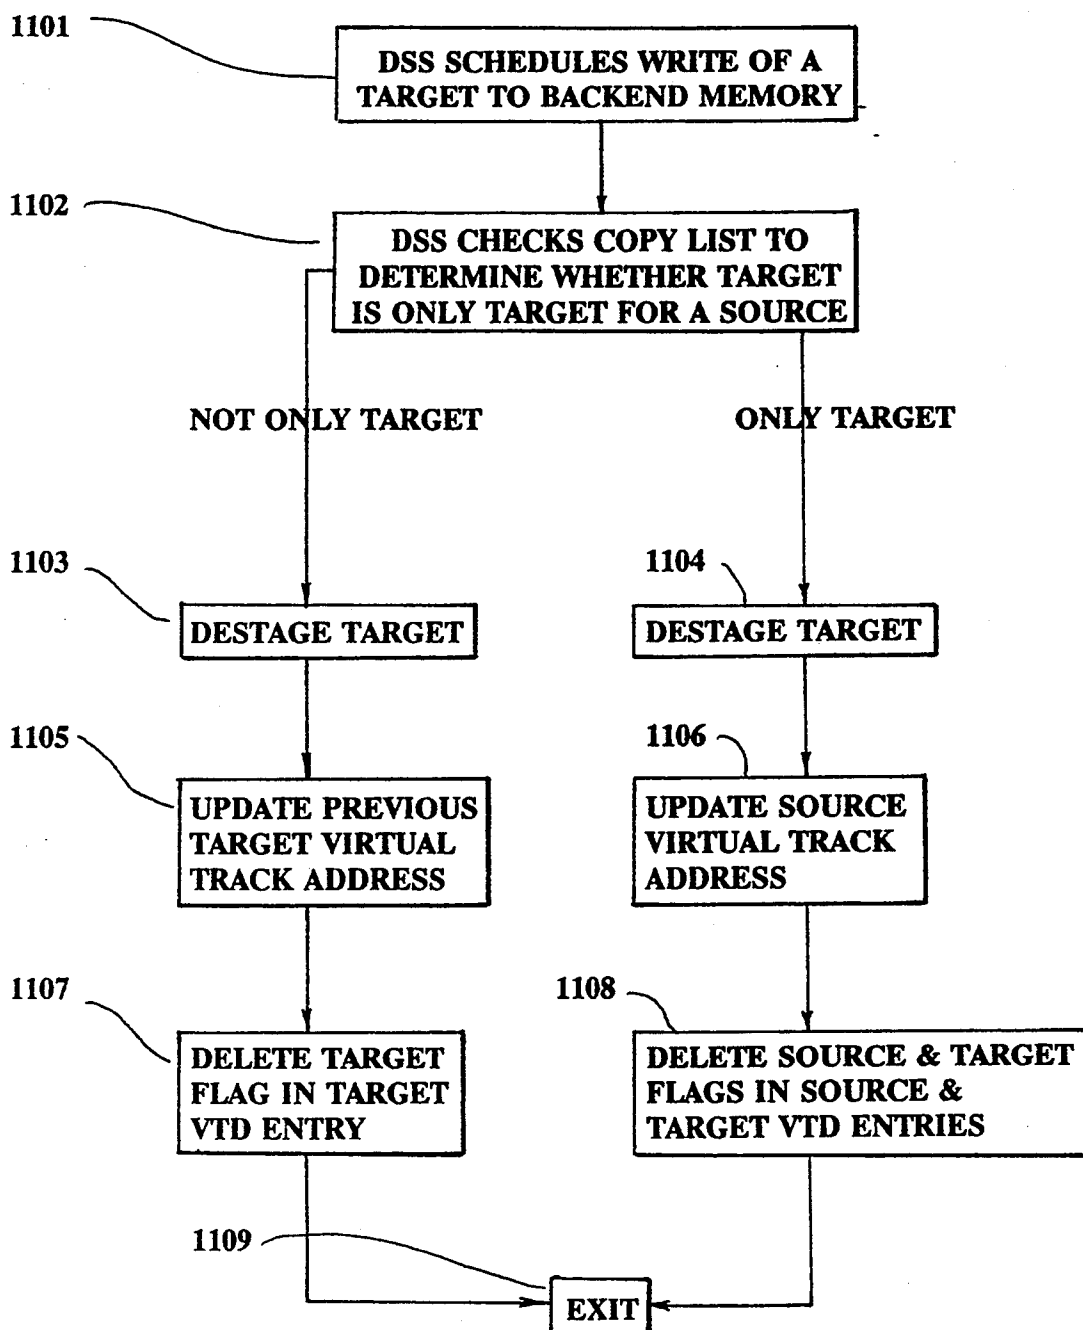 1101
DSS SCHEDULES WRITE OF A
TARGET TO BACKEND MEMORY
1102
DSS CHECKS COPY LIST TO
DETERMINE WHETHER TARGET
IS ONLY TARGET FOR A SOURCE
NOT ONLY TARGET
ONLY TARGET
1103
DESTAGE TARGET
1104
DESTAGE TARGET
1105
UPDATE PREVIOUS
TARGET VIRTUAL
TRACK ADDRESS
1106
UPDATE SOURCE
VIRTUAL TRACK
ADDRESS
1107
DELETE TARGET
FLAG IN TARGET
VTD ENTRY
1108
DELETE SOURCE & TARGET
FLAGS IN SOURCE &
TARGET VTD ENTRIES
1109
EXIT